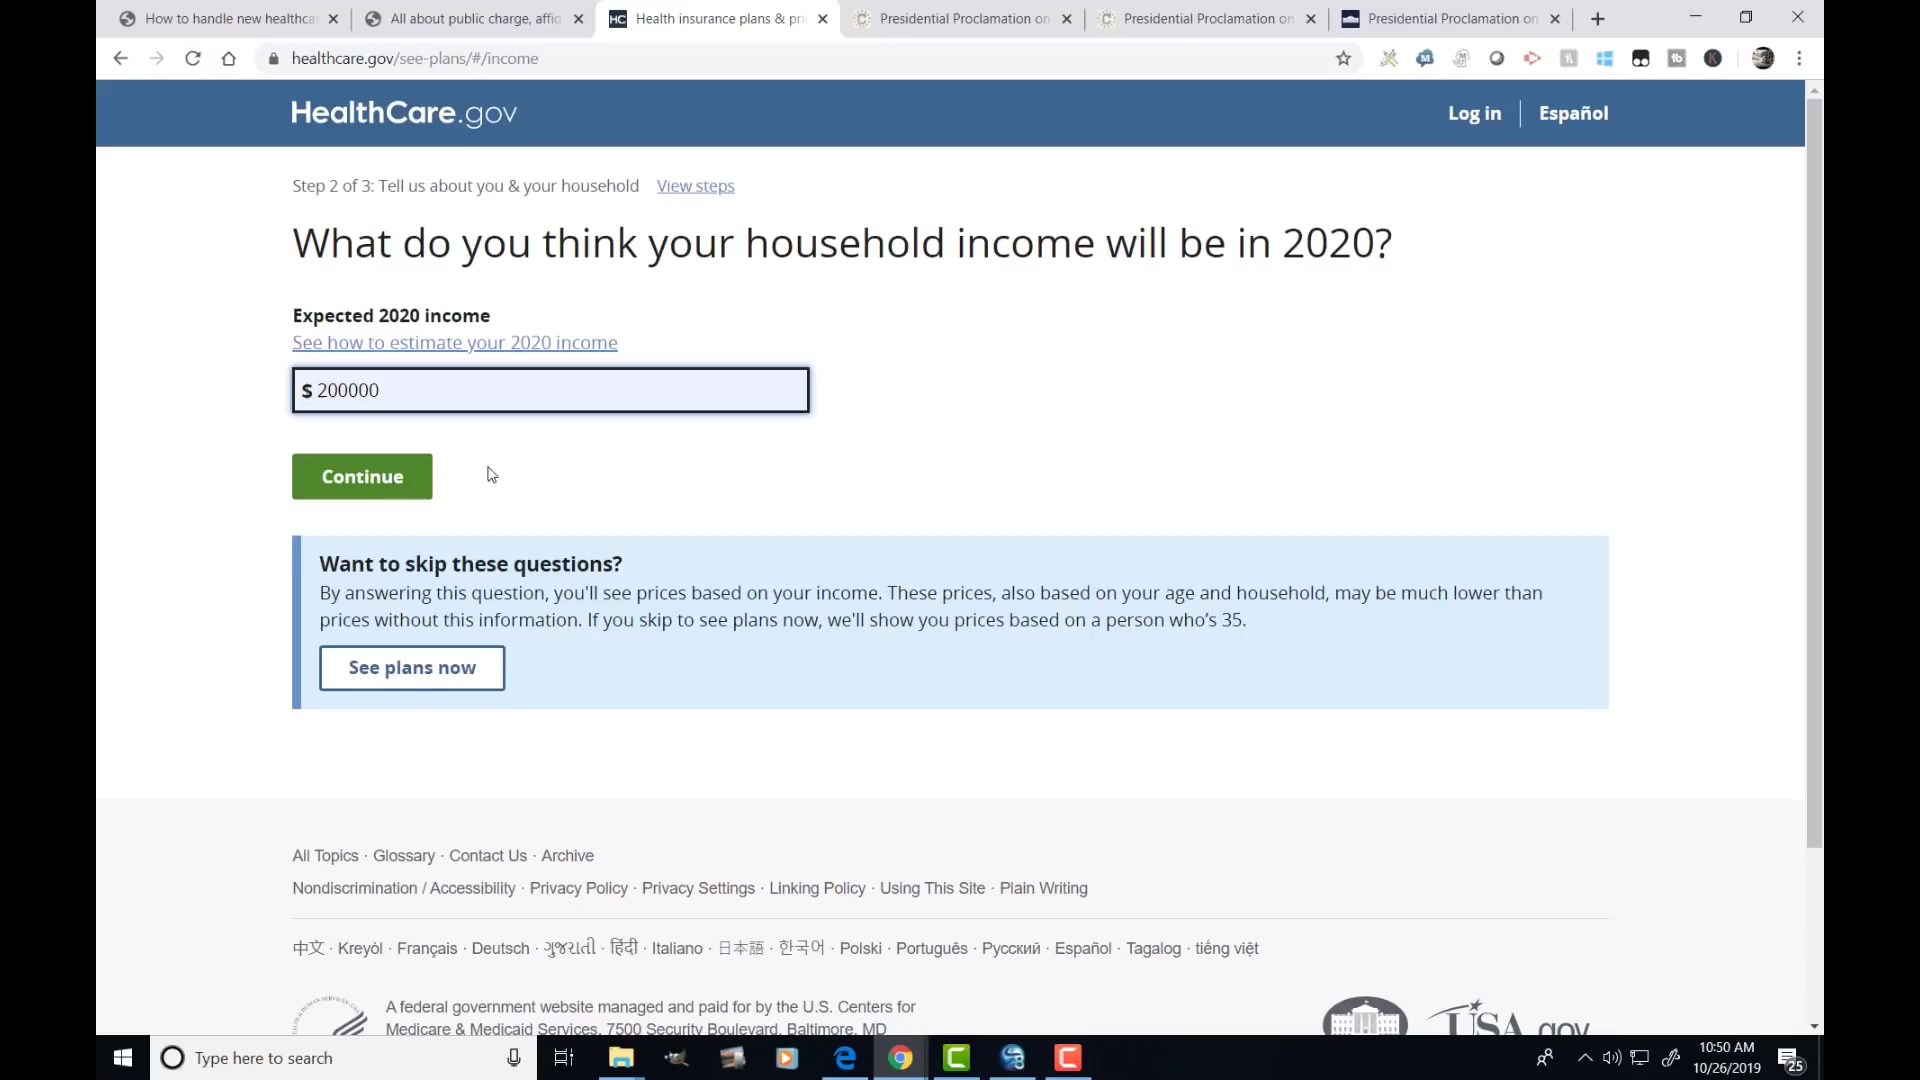 How to handle new healthca
All about public charge, affid
HC Health insurance plans & pri
Presidential Proclamation on
Presidential Proclamation on
Presidential Proclamation on
healthcare.gov/see-plans/#/income
HealthCare.gov
Log in
Español
Step 2 of 3: Tell us about you & your household View steps
What do you think your household income will be in 2020?
Expected 2020 income
See how to estimate your 2020 income
$ 200000
Continue
Want to skip these questions?
By answering this question, you'll see prices based on your income. These prices, also based on your age and household, may be much lower than
prices without this information. If you skip to see plans now, we'll show you prices based on a person who's 35.
See plans now
All Topics · Glossary · Contact Us · Archive
Nondiscrimination / Accessibility · Privacy Policy · Privacy Settings · Linking Policy · Using This Site · Plain Writing
中文 · Kreyòl · Français · Deutsch · ગુજરાતી · हिंदी · Italiano · 日本語 · 한국어 · Polski · Português · Русский · Español · Tagalog · tiếng việt
A federal government website managed and paid for by the U.S. Centers for
Medicare & Medicaid Services. 7500 Security Boulevard, Baltimore, MD
USA.gov
Type here to search
10:50 AM
10/26/2019
25